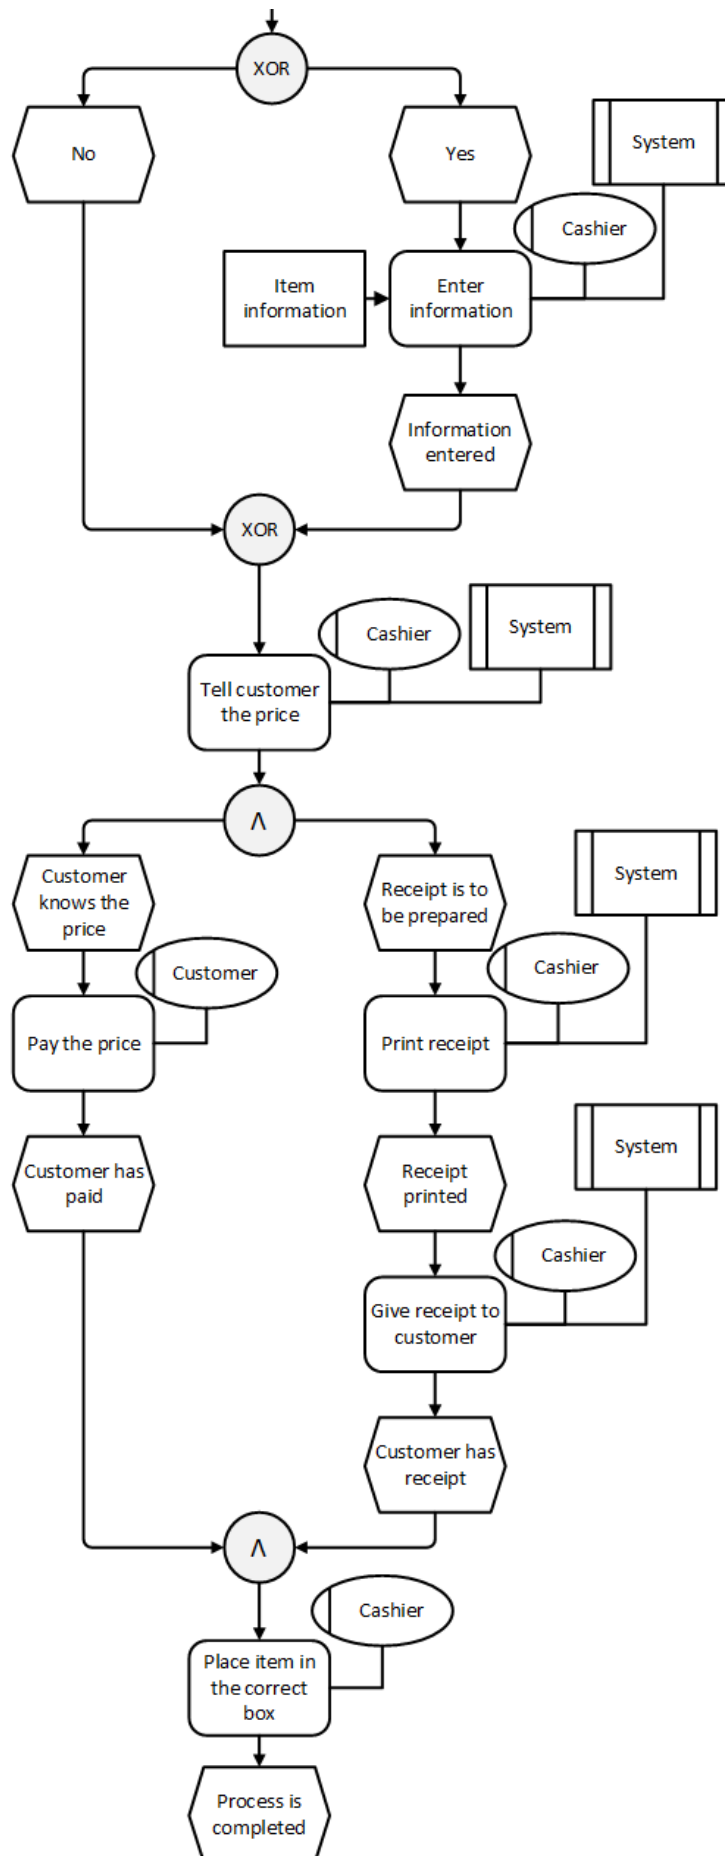 XOR
No
Yes
System
Cashier
Item
information
Enter
information
Information
entered
XOR
Cashier
System
Tell customer
the price
Λ
Customer
knows the
price
Receipt is to
be prepared
System
Customer
Cashier
Pay the price
Print receipt
Customer has
paid
Receipt
printed
System
Cashier
Give receipt to
customer
Customer has
receipt
Λ
Cashier
Place item in
the correct
box
Process is
completed